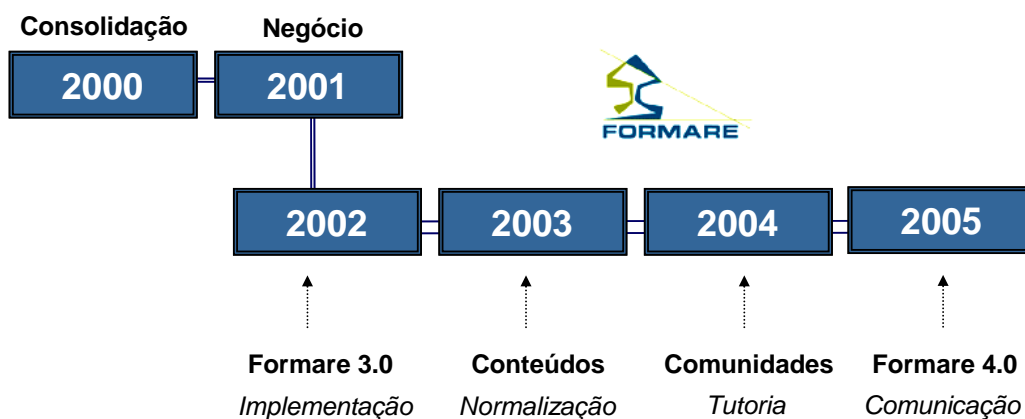 Consolidação
Negócio
2000
2001
FORMARE
2002
2003
2004
2005
Formare 3.0
Conteúdos
Comunidades
Formare 4.0
Implementação
Normalização
Tutoria
Comunicação